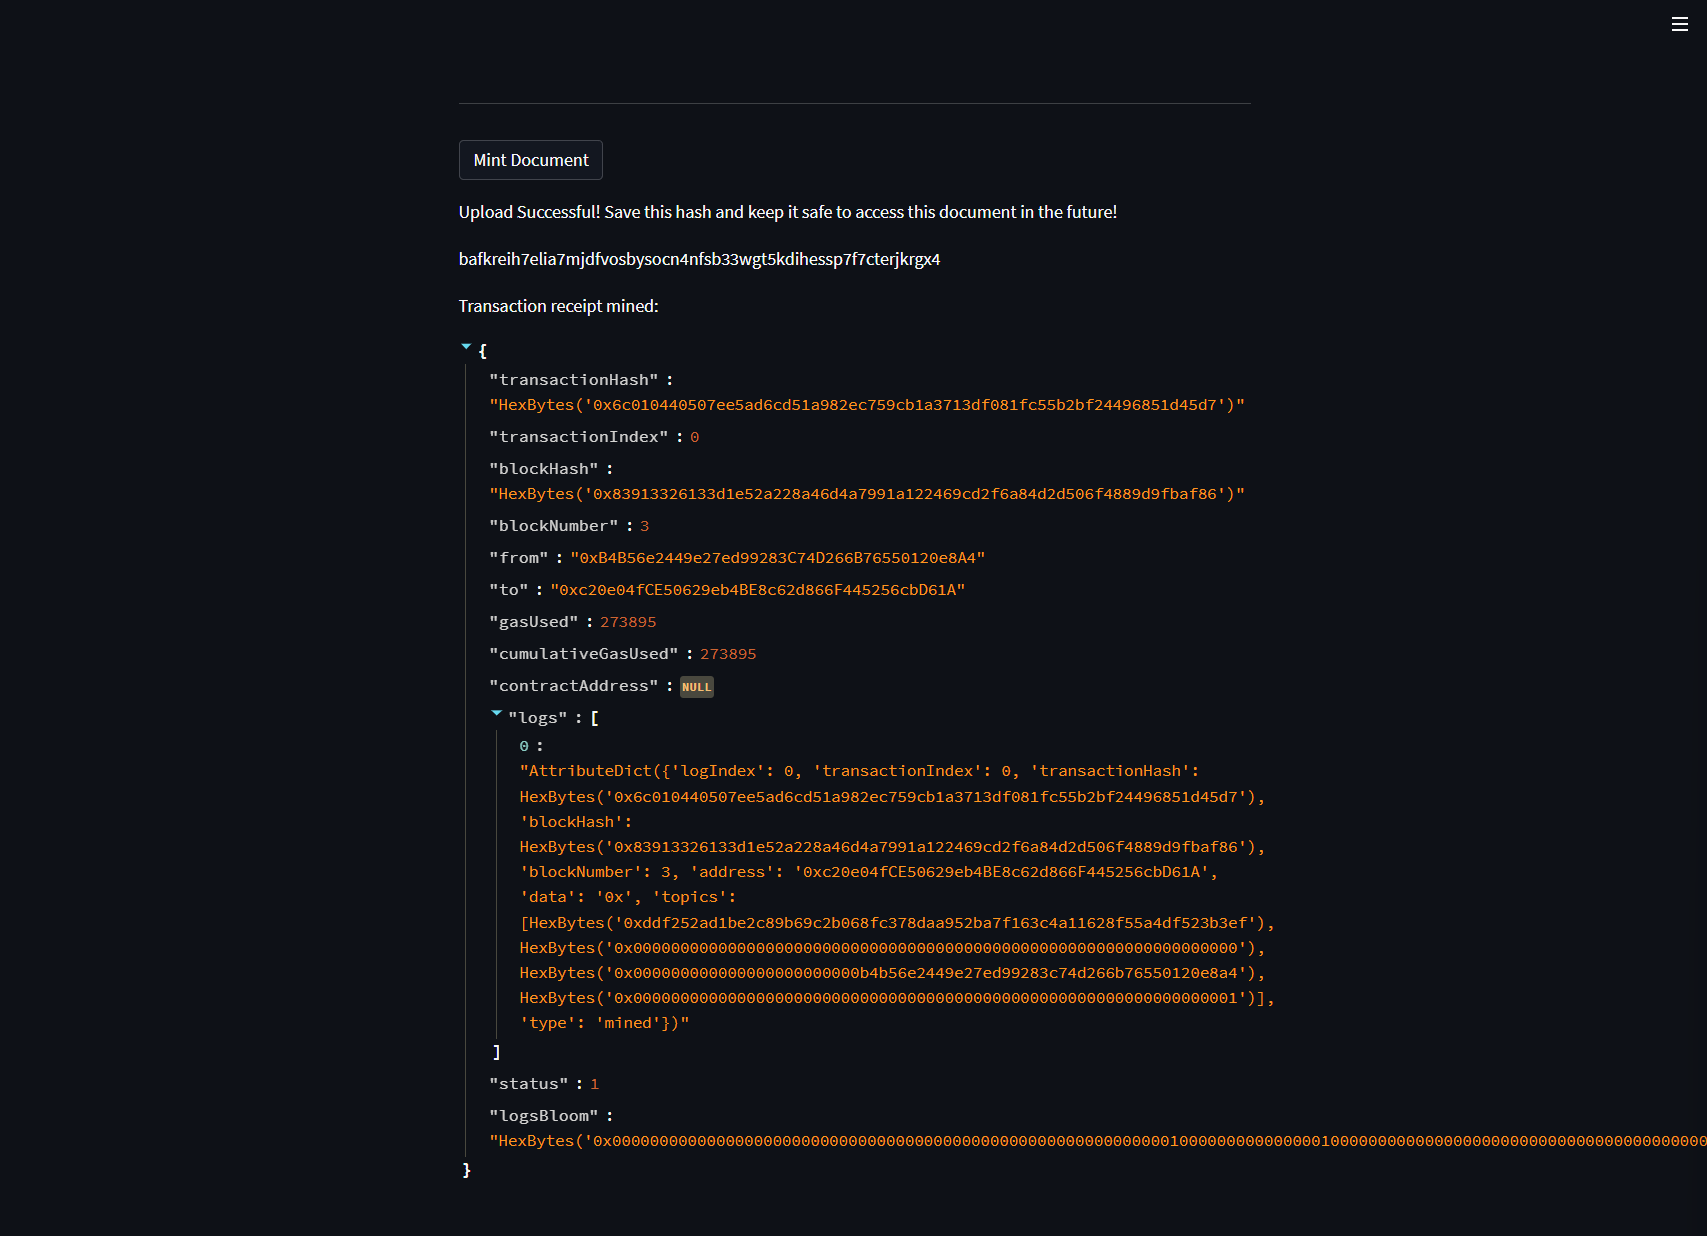 Mint Document
Upload Successful! Save this hash and keep it safe to access this document in the future!
bafkreih7elia7mjdfvosbysocn4nfsb33wgt5kdihessp7f7cterjkrgx4
Transaction receipt mined:
{
"transactionHash" :
"HexBytes('0x6c010440507ee5ad6cd51a982ec759cb1a3713df081fc55b2bf24496851d45d7')"
"transactionIndex" : 0
"blockHash" :
"HexBytes('0x83913326133d1e52a228a46d4a7991a122469cd2f6a84d2d506f4889d9fbaf86')"
"blockNumber" : 3
"from" : "0xB4B56e2449e27ed99283C74D266B76550120e8A4"
"to" : "0xc20e04fCE50629eb4BE8c62d866F445256cbD61A"
"gasUsed" : 273895
"cumulativeGasUsed" : 273895
"contractAddress" : NULL
"logs" : [
0 :
"AttributeDict({'logIndex': 0, 'transactionIndex': 0, 'transactionHash':
HexBytes('0x6c010440507ee5ad6cd51a982ec759cb1a3713df081fc55b2bf24496851d45d7'),
'blockHash':
HexBytes('0x83913326133d1e52a228a46d4a7991a122469cd2f6a84d2d506f4889d9fbaf86'),
'blockNumber': 3, 'address': '0xc20e04fCE50629eb4BE8c62d866F445256cbD61A',
'data': '0x', 'topics':
[HexBytes('0xddf252ad1be2c89b69c2b068fc378daa952ba7f163c4a11628f55a4df523b3ef'),
HexBytes('0x0000000000000000000000000000000000000000000000000000000000000000'),
HexBytes('0x000000000000000000000000b4b56e2449e27ed99283c74d266b76550120e8a4'),
HexBytes('0x0000000000000000000000000000000000000000000000000000000000000001')],
'type': 'mined'})"
]
"status" : 1
"logsBloom" :
"HexBytes('0x00000000000000000000000000000000000000000000000000000000000100000000000000010000000000000000000000000000000000000000
}